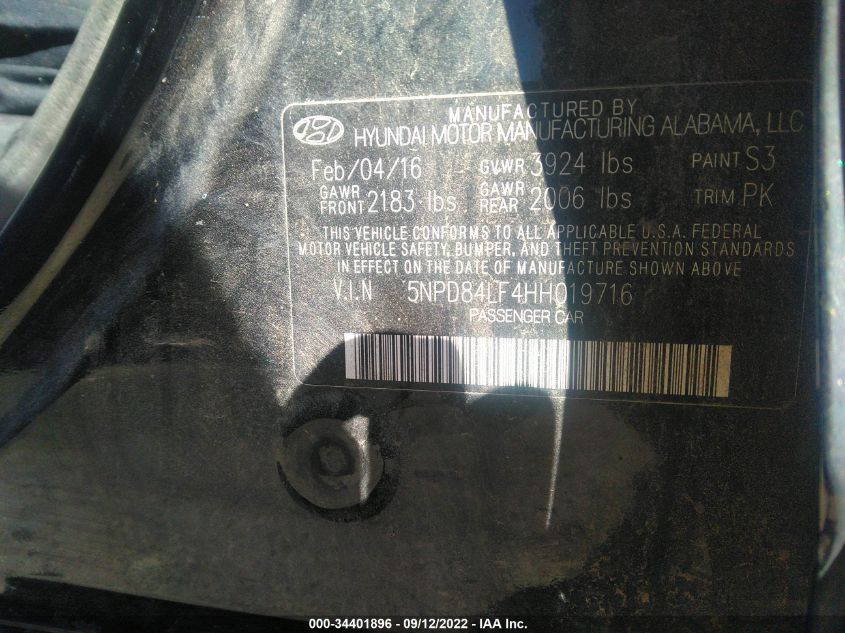 MANUFACTURED BY
HYUNDAI MOTOR MANUFACTURING ALABAMA, LLC
Feb/04/16 GVWR 3924 lbs PAINT S3
GAWR FRONT 2183 lbs GAWR REAR 2006 lbs TRIM PK
THIS VEHICLE CONFORMS TO ALL APPLICABLE U.S.A. FEDERAL
MOTOR VEHICLE SAFETY, BUMPER, AND THEFT PREVENTION STANDARDS
IN EFFECT ON THE DATE OF MANUFACTURE SHOWN ABOVE
V.I.N 5NPD84LF4HH019716
PASSENGER CAR
000-34401896 - 09/12/2022 - IAA Inc.